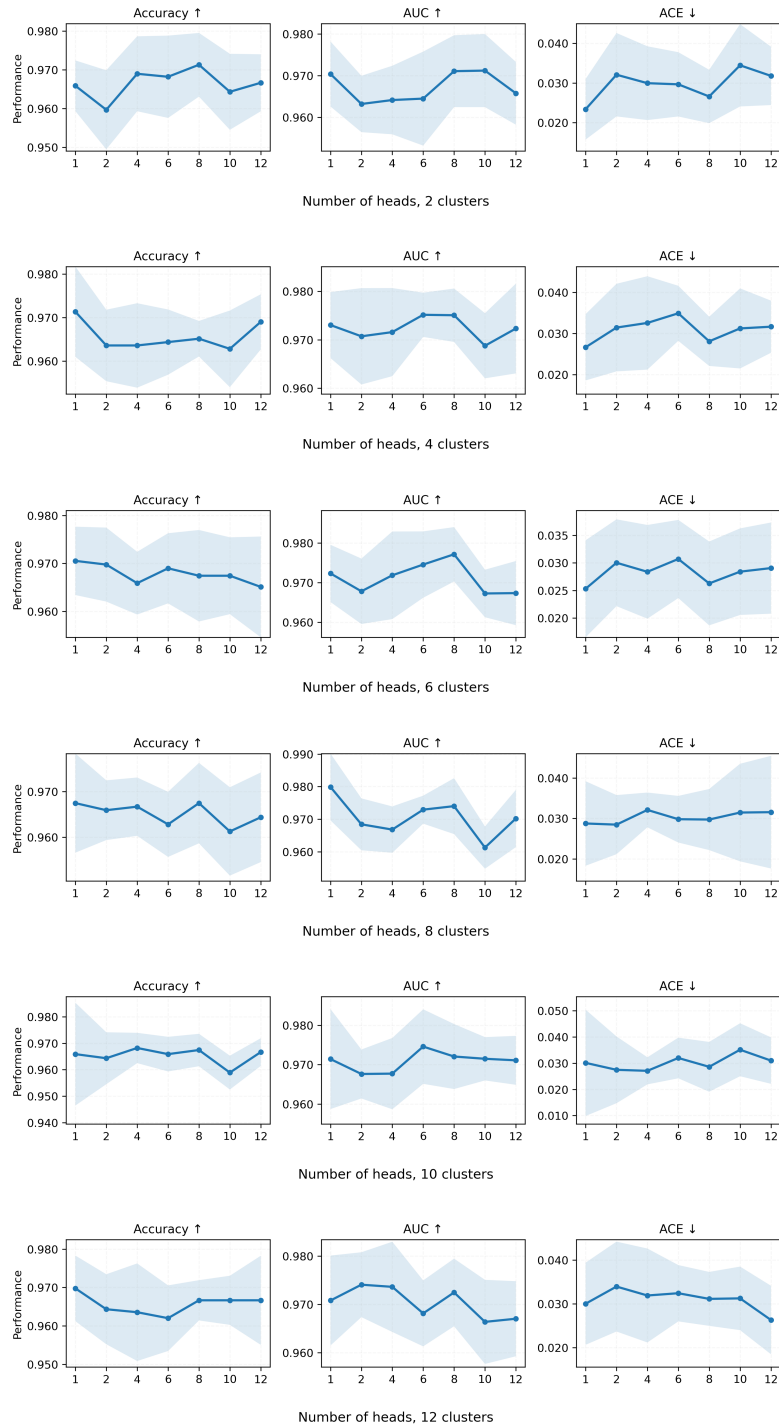 Accuracy ↑ AUC ↑ ACE ↓
Performance
0.980 0.970 0.960 0.950
1 2 4 6 8 10 12
0.980 0.970 0.960
1 2 4 6 8 10 12
0.040 0.030 0.020
1 2 4 6 8 10 12
Number of heads, 2 clusters
Accuracy ↑ AUC ↑ ACE ↓
Performance
0.980 0.970 0.960
1 2 4 6 8 10 12
0.980 0.970 0.960
1 2 4 6 8 10 12
0.040 0.030 0.020
1 2 4 6 8 10 12
Number of heads, 4 clusters
Accuracy ↑ AUC ↑ ACE ↓
Performance
0.980 0.970 0.960
1 2 4 6 8 10 12
0.980 0.970 0.960
1 2 4 6 8 10 12
0.035 0.030 0.025 0.020
1 2 4 6 8 10 12
Number of heads, 6 clusters
Accuracy ↑ AUC ↑ ACE ↓
Performance
0.970 0.960
1 2 4 6 8 10 12
0.990 0.980 0.970 0.960
1 2 4 6 8 10 12
0.040 0.030 0.020
1 2 4 6 8 10 12
Number of heads, 8 clusters
Accuracy ↑ AUC ↑ ACE ↓
Performance
0.980 0.970 0.960 0.950 0.940
1 2 4 6 8 10 12
0.980 0.970 0.960
1 2 4 6 8 10 12
0.050 0.040 0.030 0.020 0.010
1 2 4 6 8 10 12
Number of heads, 10 clusters
Accuracy ↑ AUC ↑ ACE ↓
Performance
0.980 0.970 0.960 0.950
1 2 4 6 8 10 12
0.980 0.970 0.960
1 2 4 6 8 10 12
0.040 0.030 0.020
1 2 4 6 8 10 12
Number of heads, 12 clusters